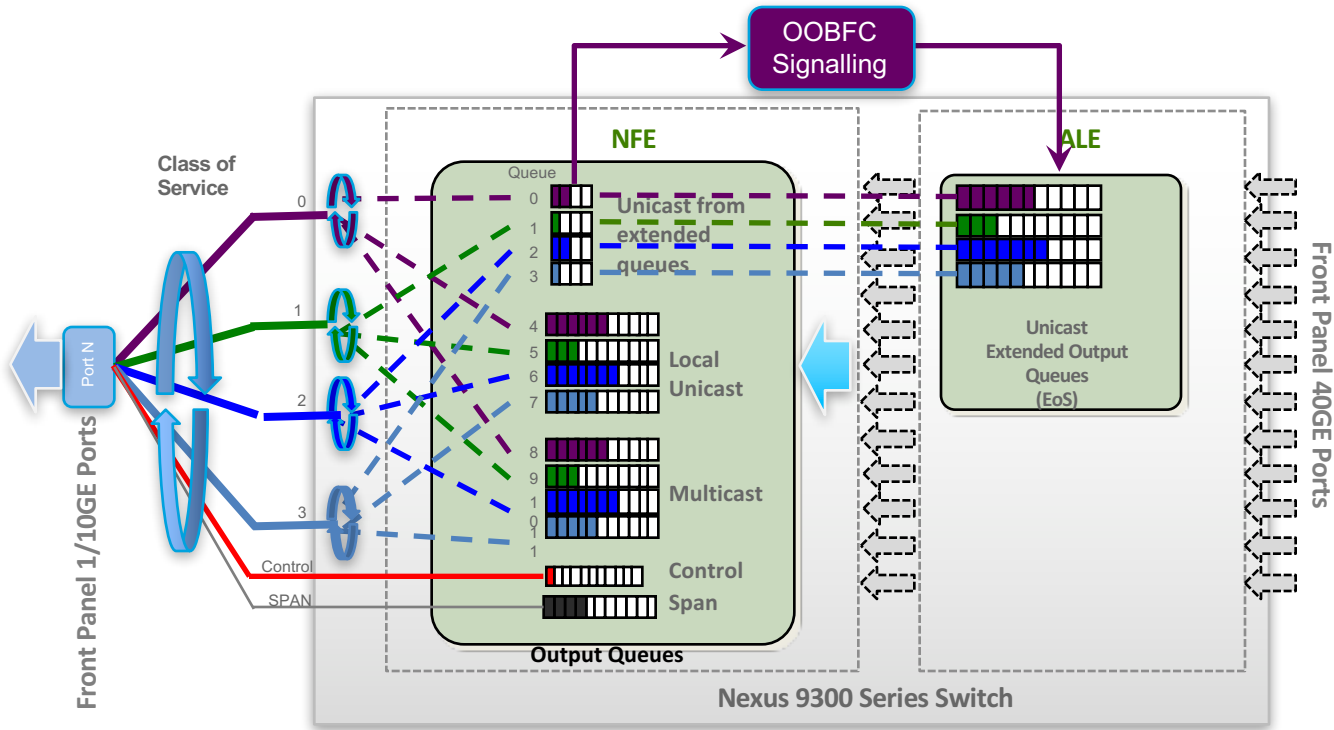 OOBFC
Signalling
NFE
ALE
Class of
Service
Queue
0
1
2
3
Unicast from
extended
queues
4
5
6
7
Local
Unicast
8
9
1
0
1
1
Multicast
Control
Span
Output Queues
0
1
2
3
Control
SPAN
Port N
Front Panel 1/10GE Ports
Unicast
Extended Output
Queues
(EoS)
Front Panel 40GE Ports
Nexus 9300 Series Switch